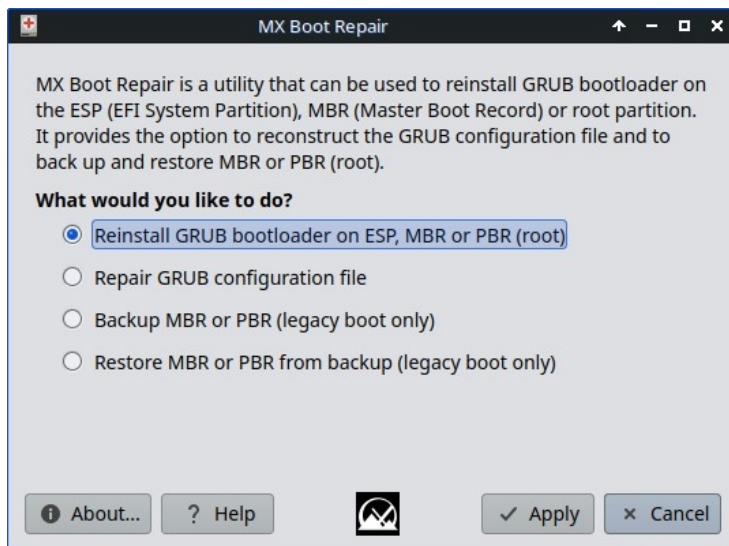 MX Boot Repair
MX Boot Repair is a utility that can be used to reinstall GRUB bootloader on
the ESP (EFI System Partition), MBR (Master Boot Record) or root partition.
It provides the option to reconstruct the GRUB configuration file and to
back up and restore MBR or PBR (root).
What would you like to do?
Reinstall GRUB bootloader on ESP, MBR or PBR (root)
Repair GRUB configuration file
Backup MBR or PBR (legacy boot only)
Restore MBR or PBR from backup (legacy boot only)
About... ? Help Apply Cancel